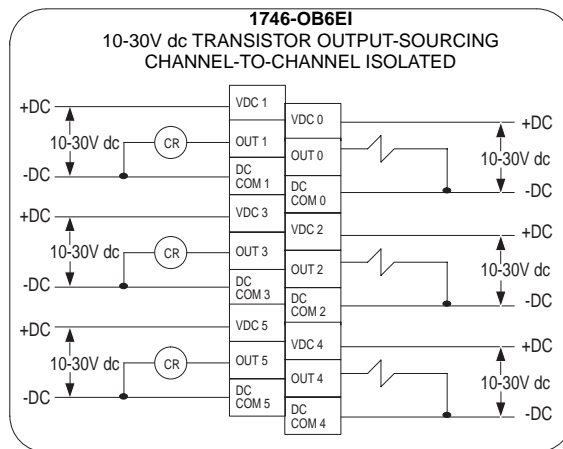 1746-OB6EI
10-30V dc TRANSISTOR OUTPUT-SOURCING
CHANNEL-TO-CHANNEL ISOLATED
+DC
10-30V dc
-DC
CR
VDC 1
OUT 1
DC
COM 1
VDC 0
OUT 0
DC
COM 0
+DC
10-30V dc
-DC
+DC
10-30V dc
-DC
CR
VDC 3
OUT 3
DC
COM 3
VDC 2
OUT 2
DC
COM 2
+DC
10-30V dc
-DC
+DC
10-30V dc
-DC
CR
VDC 5
OUT 5
DC
COM 5
VDC 4
OUT 4
DC
COM 4
+DC
10-30V dc
-DC